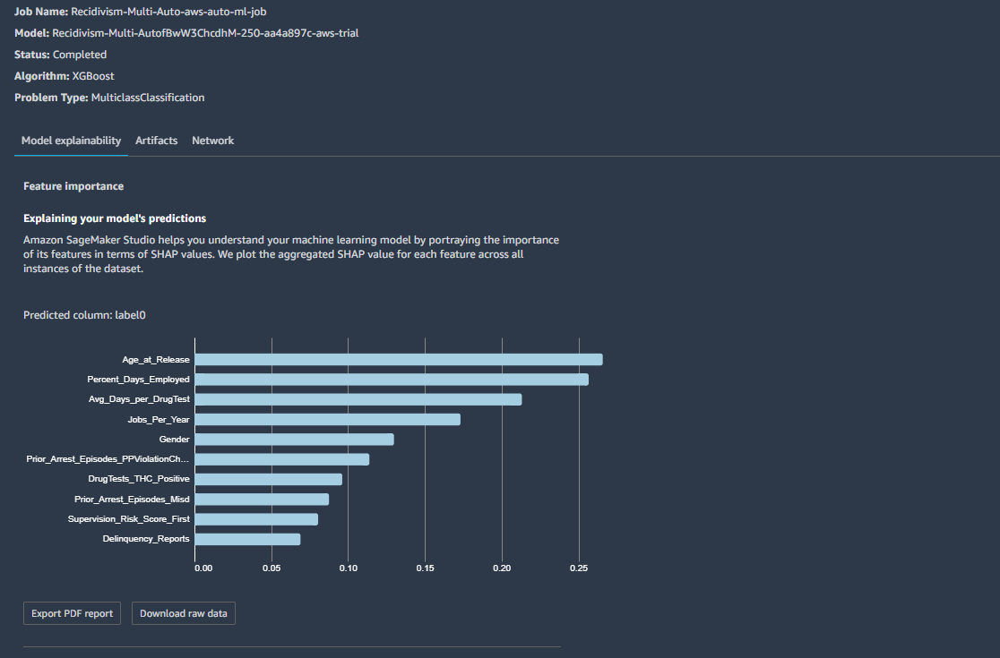 Job Name: Recidivism-Multi-Auto-aws-auto-ml-job
Model: Recidivism-Multi-AutofBwW3ChcdhM-250-aa4a897c-aws-trial
Status: Completed
Algorithm: XGBoost
Problem Type: MulticlassClassification
Model explainability Artifacts Network
Feature importance
Explaining your model's predictions
Amazon SageMaker Studio helps you understand your machine learning model by portraying the importance
of its features in terms of SHAP values. We plot the aggregated SHAP value for each feature across all
instances of the dataset.
Predicted column: label0
Age_at_Release
Percent_Days_Employed
Avg_Days_per_DrugTest
Jobs_Per_Year
Gender
Prior_Arrest_Episodes_PPViolationCh...
DrugTests_THC_Positive
Prior_Arrest_Episodes_Misd
Supervision_Risk_Score_First
Delinquency_Reports
0.00 0.05 0.10 0.15 0.20 0.25
Export PDF report Download raw data